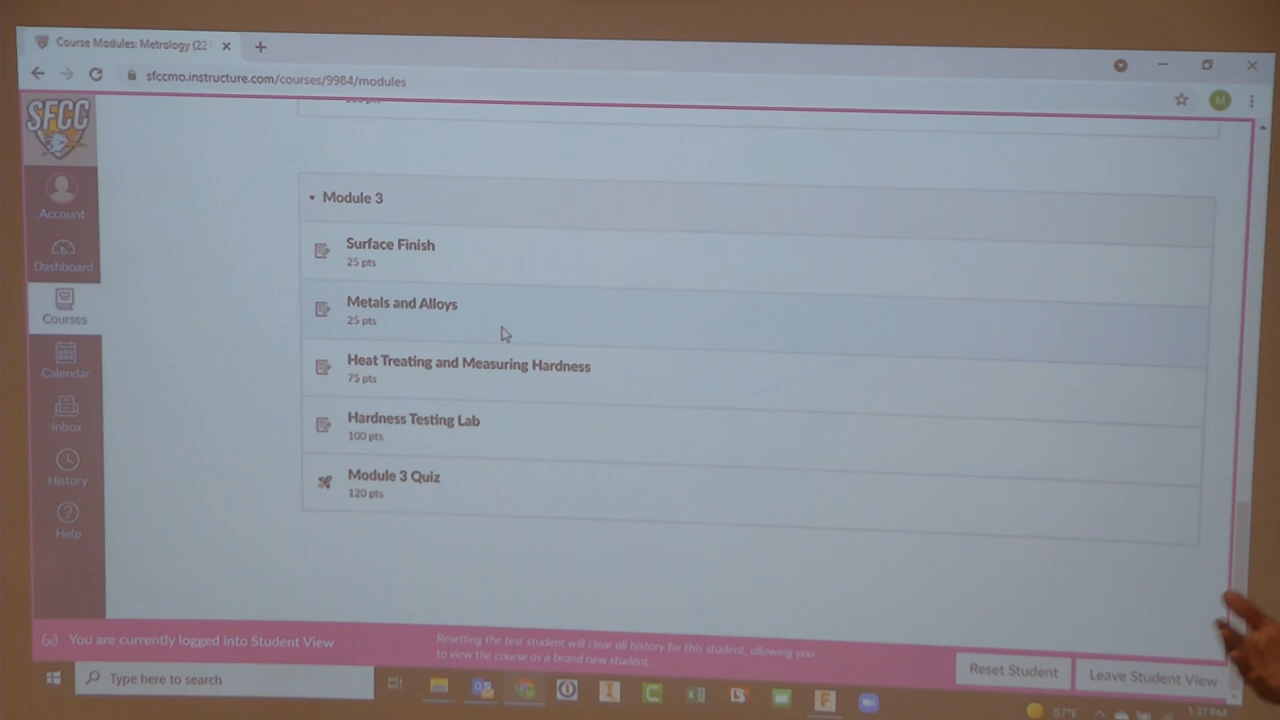 Course Modules: Metrology (22
sfccmo.instructure.com/courses/9984/modules
M
SFCC
Account
Dashboard
Courses
Calendar
Inbox
History
Help
Module 3
Surface Finish
25 pts
Metals and Alloys
25 pts
Heat Treating and Measuring Hardness
75 pts
Hardness Testing Lab
100 pts
Module 3 Quiz
120 pts
You are currently logged into Student View
Resetting the test student will clear all history for this student, allowing you
to view the course as a brand new student.
Reset Student
Leave Student View
Type here to search
87°F
1:37 PM